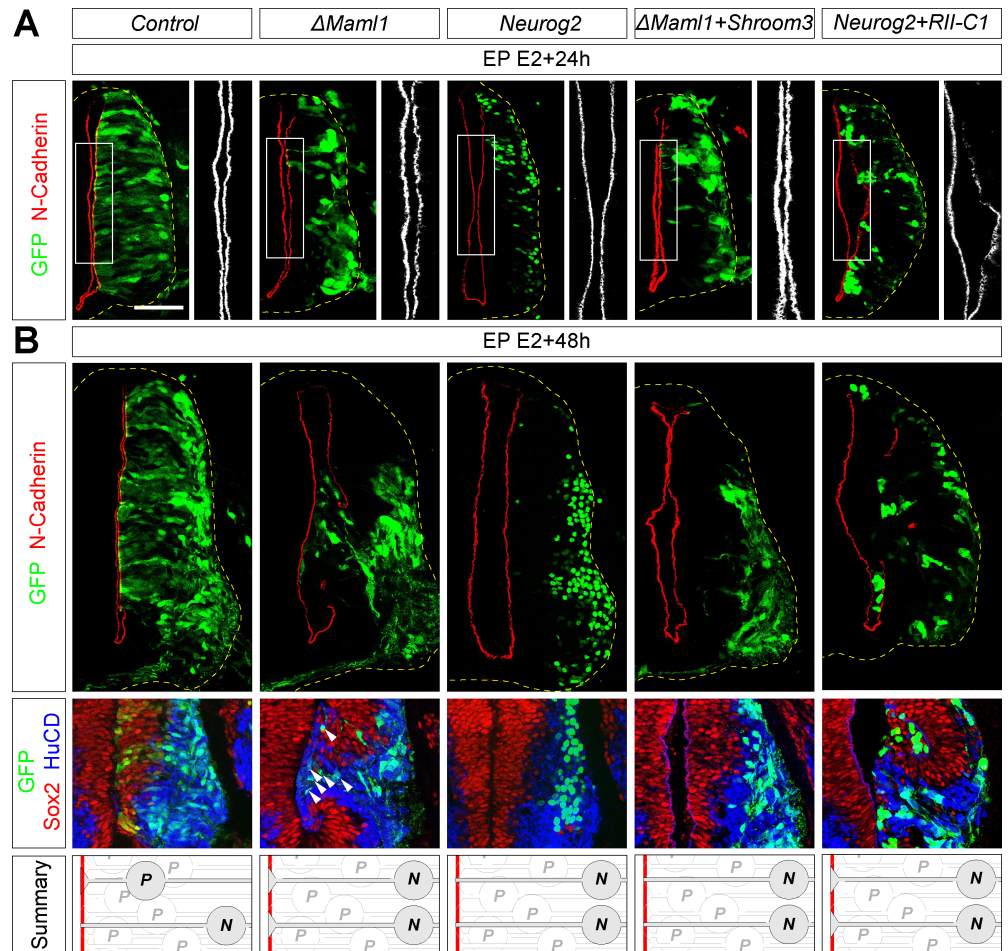 A
Control
ΔMaml1
Neurog2
ΔMaml1+Shroom3
Neurog2+RII-C1
EP E2+24h
GFP N-Cadherin
B
EP E2+48h
GFP N-Cadherin
GFP
Sox2 HuCD
Summary
P
P
P
N
P
P
N
P
P
N
P
P
P
N
P
P
N
P
P
P
N
P
P
N
P
P
P
N
P
P
N
P
P